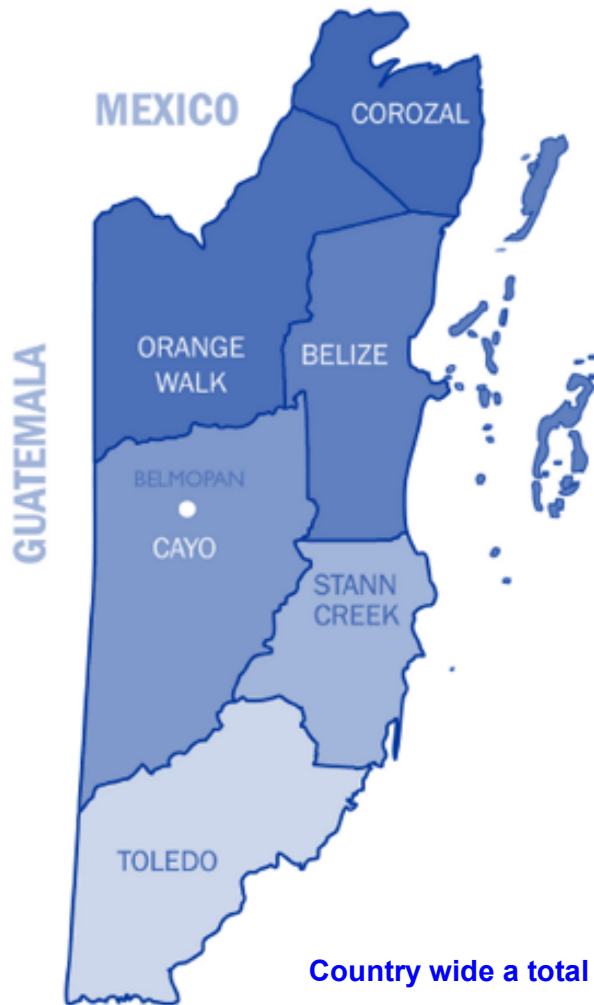 MEXICO
COROZAL
GUATEMALA
ORANGE
WALK
BELIZE
BELMOPAN
CAYO
STANN
CREEK
TOLEDO
Country wide a total